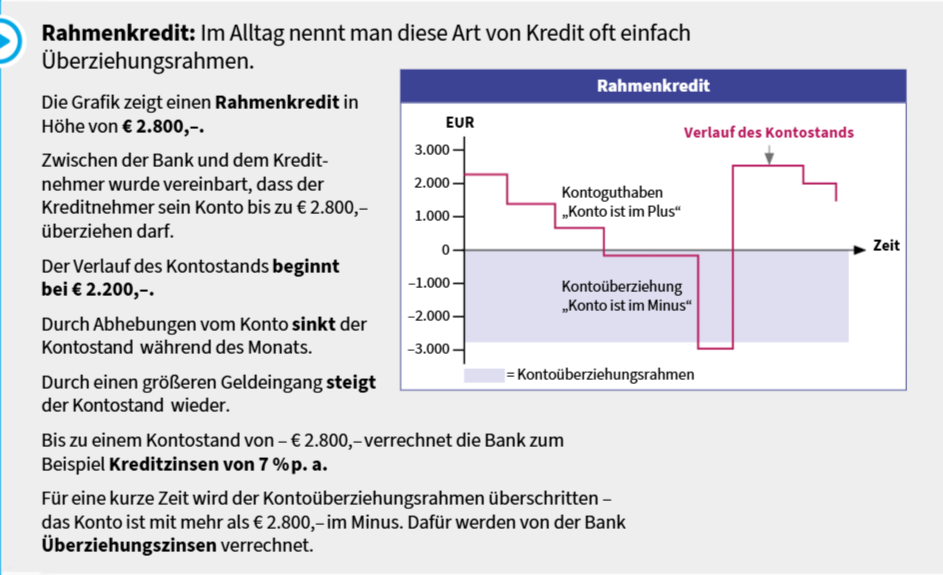 Rahmenkredit: Im Alltag nennt man diese Art von Kredit oft einfach
Überziehungsrahmen.
Die Grafik zeigt einen Rahmenkredit in
Höhe von € 2.800,–.
Zwischen der Bank und dem Kredit-
nehmer wurde vereinbart, dass der
Kreditnehmer sein Konto bis zu € 2.800,–
überziehen darf.
Der Verlauf des Kontostands beginnt
bei € 2.200,–.
Durch Abhebungen vom Konto sinkt der
Kontostand während des Monats.
Durch einen größeren Geldeingang steigt
der Kontostand wieder.
Bis zu einem Kontostand von – € 2.800,– verrechnet die Bank zum
Beispiel Kreditzinsen von 7 % p. a.
Für eine kurze Zeit wird der Kontoüberziehungsrahmen überschritten –
das Konto ist mit mehr als € 2.800,– im Minus. Dafür werden von der Bank
Überziehungszinsen verrechnet.
Rahmenkredit
EUR
Verlauf des Kontostands
3.000
2.000
1.000
0
–1.000
–2.000
–3.000
Kontoguthaben
„Konto ist im Plus“
Zeit
Kontoüberziehung
„Konto ist im Minus“
= Kontoüberziehungsrahmen